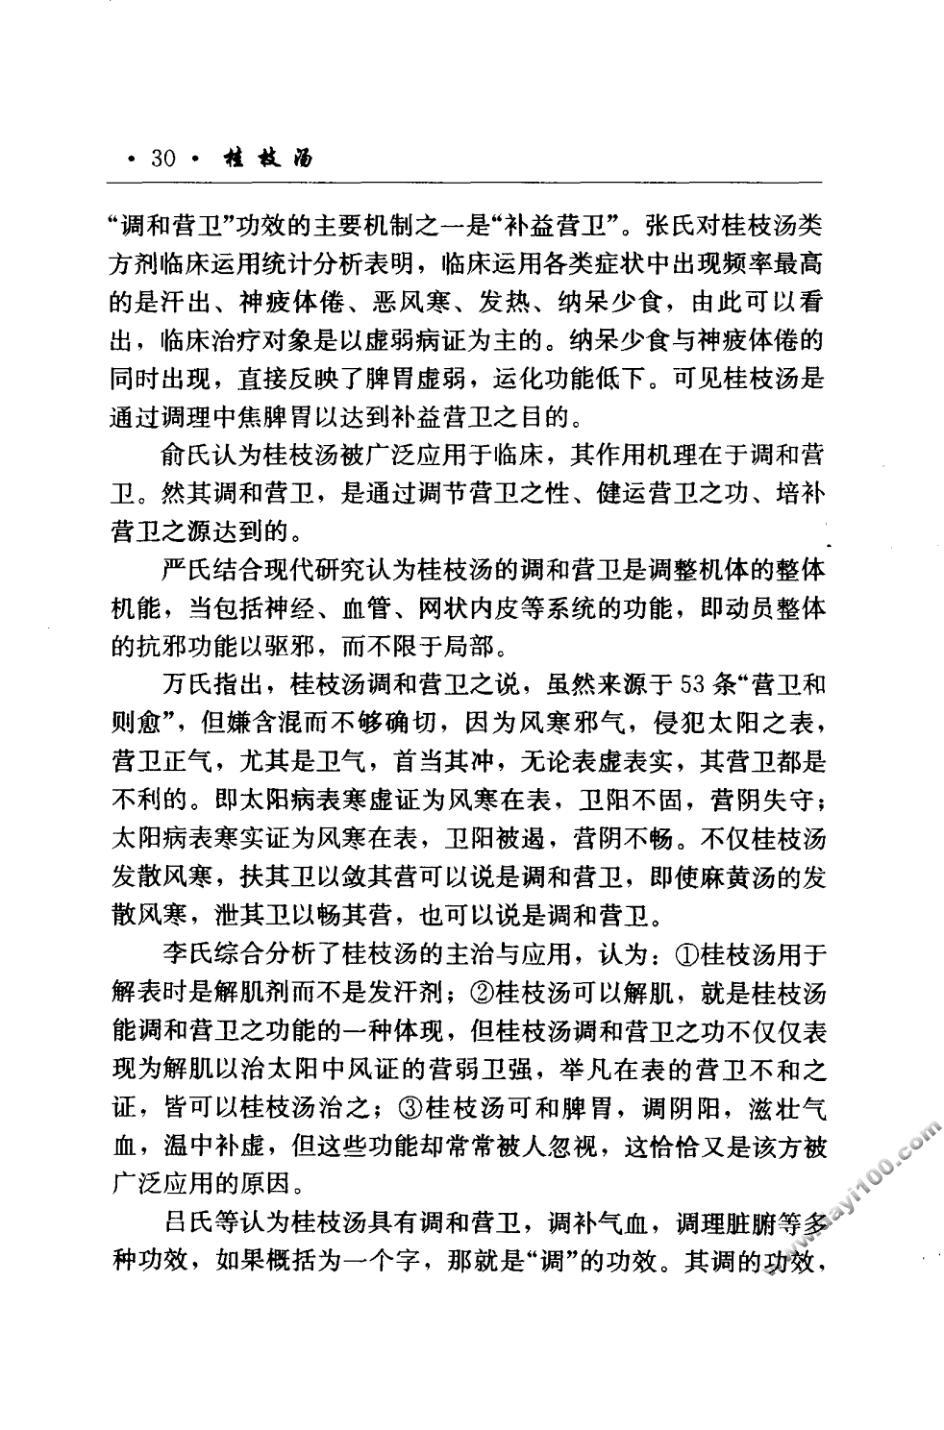 ·30· 桂枝汤
“调和营卫”功效的主要机制之一是“补益营卫”。张氏对桂枝汤类
方剂临床运用统计分析表明，临床运用各类症状中出现频率最高
的是汗出、神疲体倦、恶风寒、发热、纳呆少食，由此可以看
出，临床治疗对象是以虚弱病证为主的。纳呆少食与神疲体倦的
同时出现，直接反映了脾胃虚弱，运化功能低下。可见桂枝汤是
通过调理中焦脾胃以达到补益营卫之目的。
俞氏认为桂枝汤被广泛应用于临床，其作用机理在于调和营
卫。然其调和营卫，是通过调节营卫之性、健运营卫之功、培补
营卫之源达到的。
严氏结合现代研究认为桂枝汤的调和营卫是调整机体的整体
机能，当包括神经、血管、网状内皮等系统的功能，即动员整体
的抗邪功能以驱邪，而不限于局部。
万氏指出，桂枝汤调和营卫之说，虽然来源于 53 条“营卫和
则愈”，但嫌含混而不够确切，因为风寒邪气，侵犯太阳之表，
营卫正气，尤其是卫气，首当其冲，无论表虚表实，其营卫都是
不利的。即太阳病表寒虚证为风寒在表，卫阳不固，营阴失守；
太阳病表寒实证为风寒在表，卫阳被遏，营阴不畅。不仅桂枝汤
发散风寒，扶其卫以敛其营可以说是调和营卫，即使麻黄汤的发
散风寒，泄其卫以畅其营，也可以说是调和营卫。
李氏综合分析了桂枝汤的主治与应用，认为：①桂枝汤用于
解表时是解肌剂而不是发汗剂；②桂枝汤可以解肌，就是桂枝汤
能调和营卫之功能的一种体现，但桂枝汤调和营卫之功不仅仅表
现为解肌以治太阳中风证的营弱卫强，举凡在表的营卫不和之
证，皆可以桂枝汤治之；③桂枝汤可和脾胃，调阴阳，滋壮气
血，温中补虚，但这些功能却常常被人忽视，这恰恰又是该方被
广泛应用的原因。
吕氏等认为桂枝汤具有调和营卫，调补气血，调理脏腑等多
种功效，如果概括为一个字，那就是“调”的功效。其调的功效，
www.dayi100.com